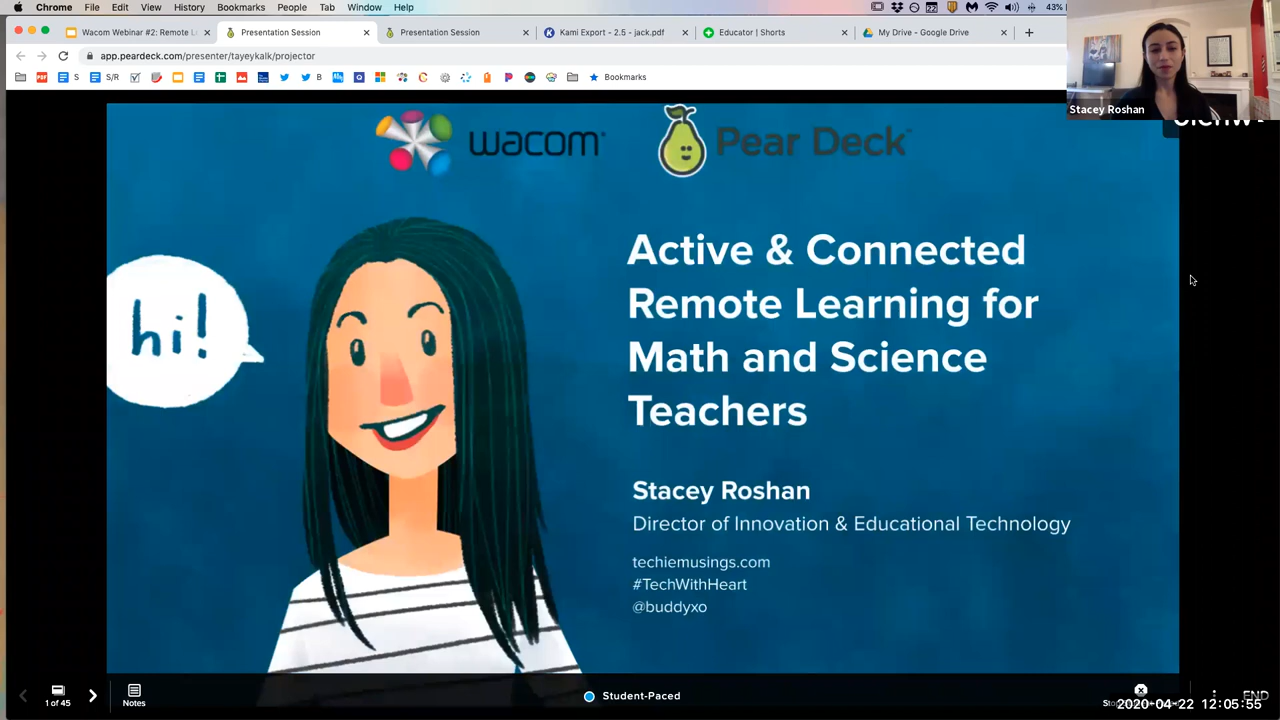 Chrome File Edit View History Bookmarks People Tab Window Help 22 43%
Wacom Webinar #2: Remote L Presentation Session Presentation Session Kami Export - 2.5 - jack.pdf Educator | Shorts My Drive - Google Drive
app.peardeck.com/presenter/tayeykalk/projector
S S/R B Bookmarks
Stacey Roshan
wacom Pear Deck
hi!
Active & Connected
Remote Learning for
Math and Science
Teachers
Stacey Roshan
Director of Innovation & Educational Technology
techiemusings.com
#TechWithHeart
@buddyxo
1 of 45 Notes Student-Paced END
2020-04-22 12:05:55